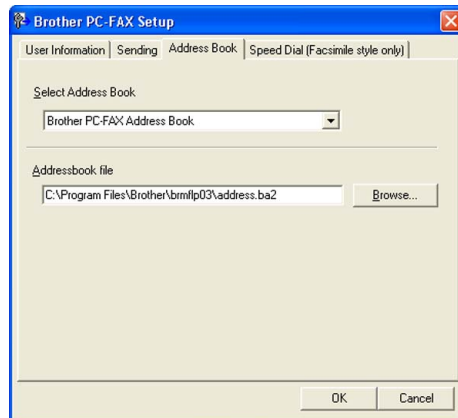 Brother PC-FAX Setup
User Information Sending Address Book Speed Dial (Facsimile style only)
Select Address Book
Brother PC-FAX Address Book
Addressbook file
C:\Program Files\Brother\brmflp03\address.ba2 Browse...
OK Cancel